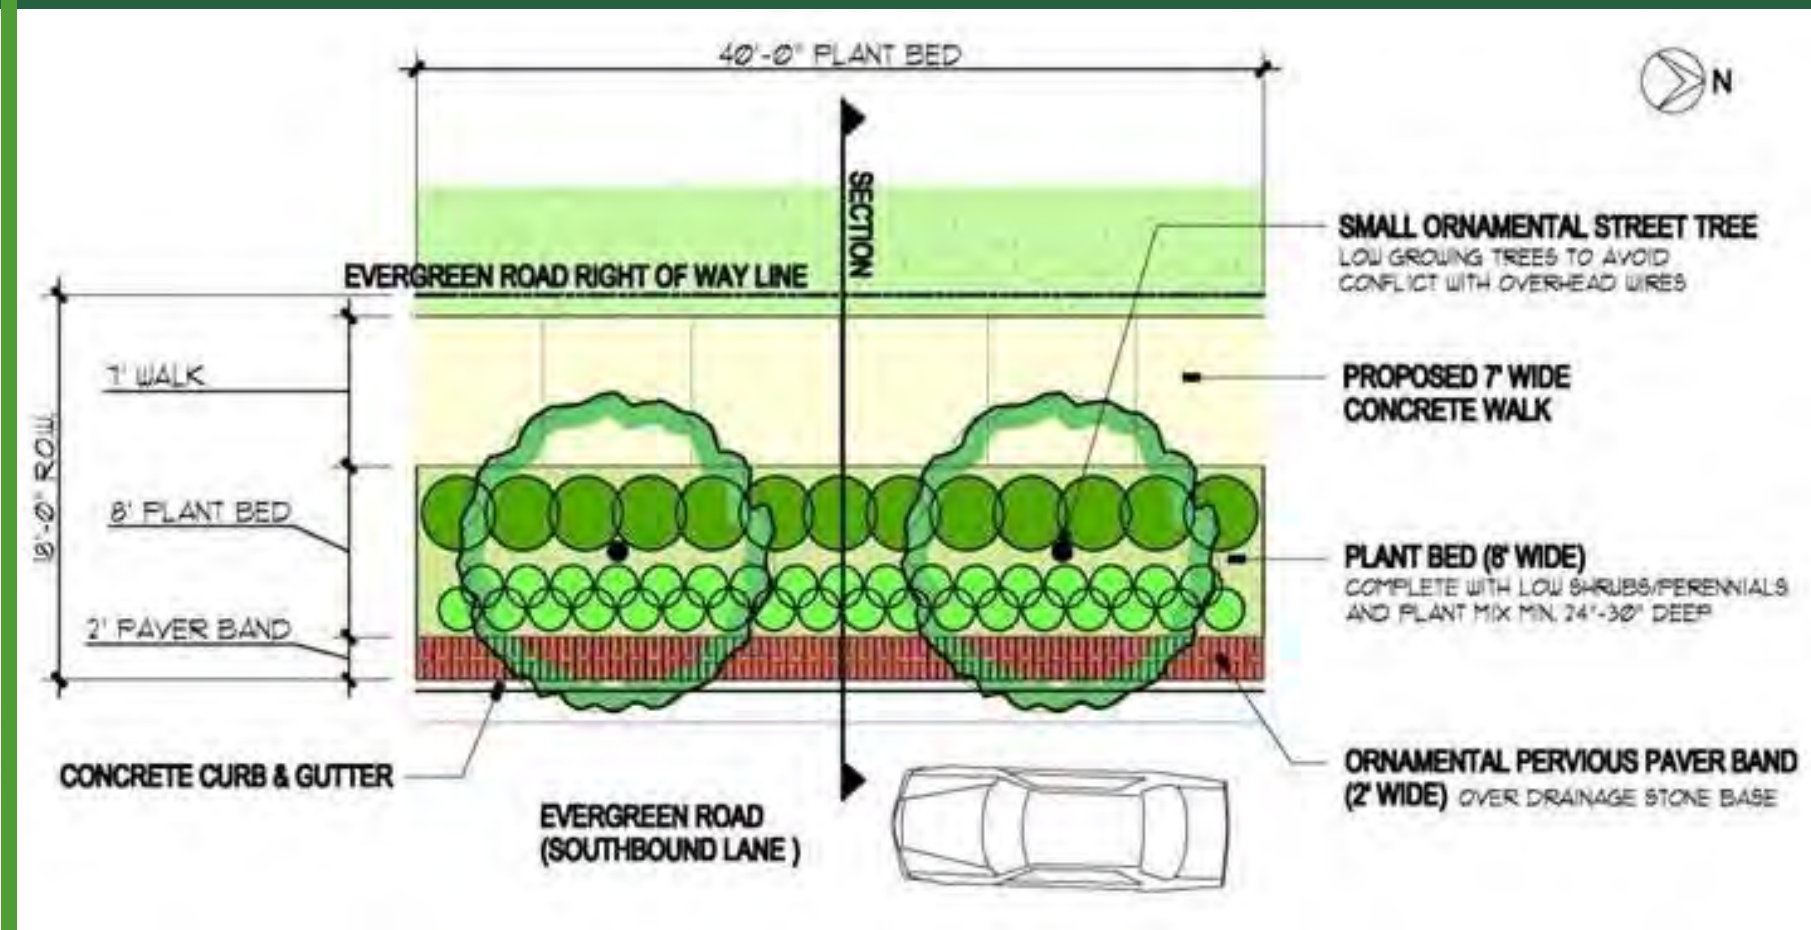 40'-0" PLANT BED
N
SECTION
SMALL ORNAMENTAL STREET TREE
LOW GROWING TREES TO AVOID
CONFLICT WITH OVERHEAD WIRES
EVERGREEN ROAD RIGHT OF WAY LINE
7' WALK
PROPOSED 7' WIDE
CONCRETE WALK
18'-0" ROW
8' PLANT BED
PLANT BED (8' WIDE)
COMPLETE WITH LOW SHRUBS/PERENNIALS
AND PLANT MIX MIN. 24"-30" DEEP
2' PAVER BAND
CONCRETE CURB & GUTTER
ORNAMENTAL PERVIOUS PAVER BAND
(2' WIDE) OVER DRAINAGE STONE BASE
EVERGREEN ROAD
(SOUTHBOUND LANE )